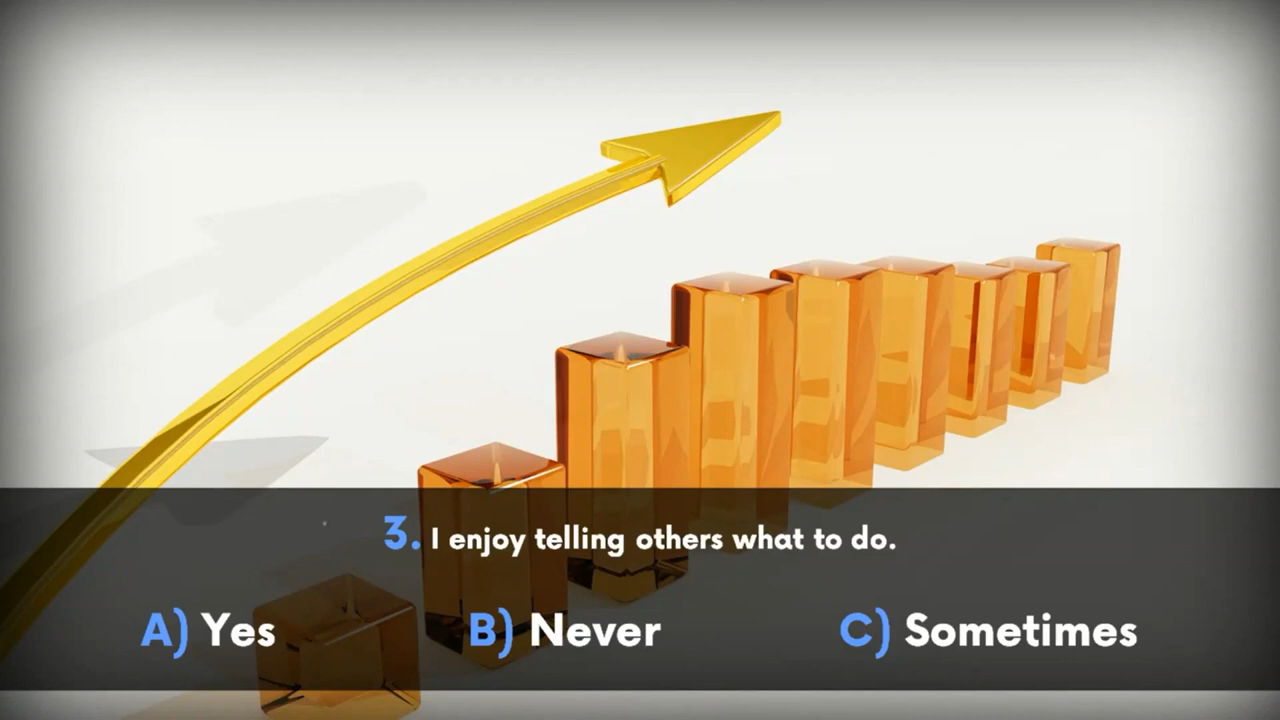 3. I enjoy telling others what to do.
A) Yes B) Never C) Sometimes